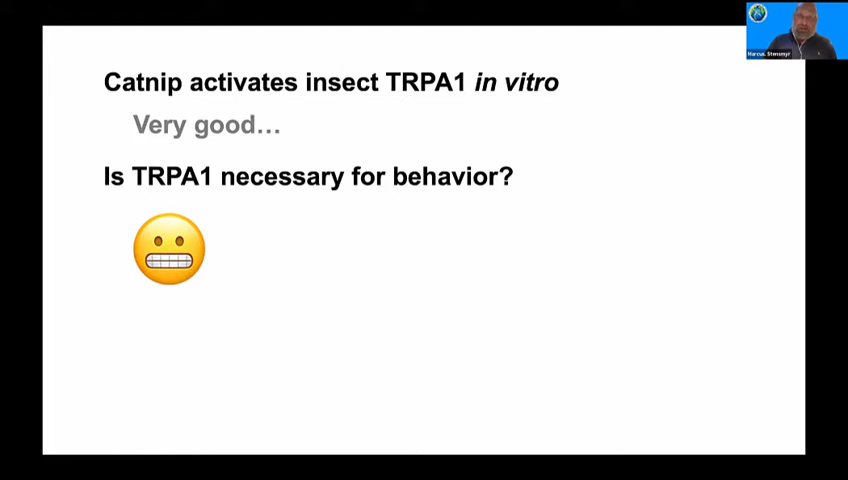 Catnip activates insect TRPA1 in vitro
Very good…
Is TRPA1 necessary for behavior?
Marcus. Stensmyr